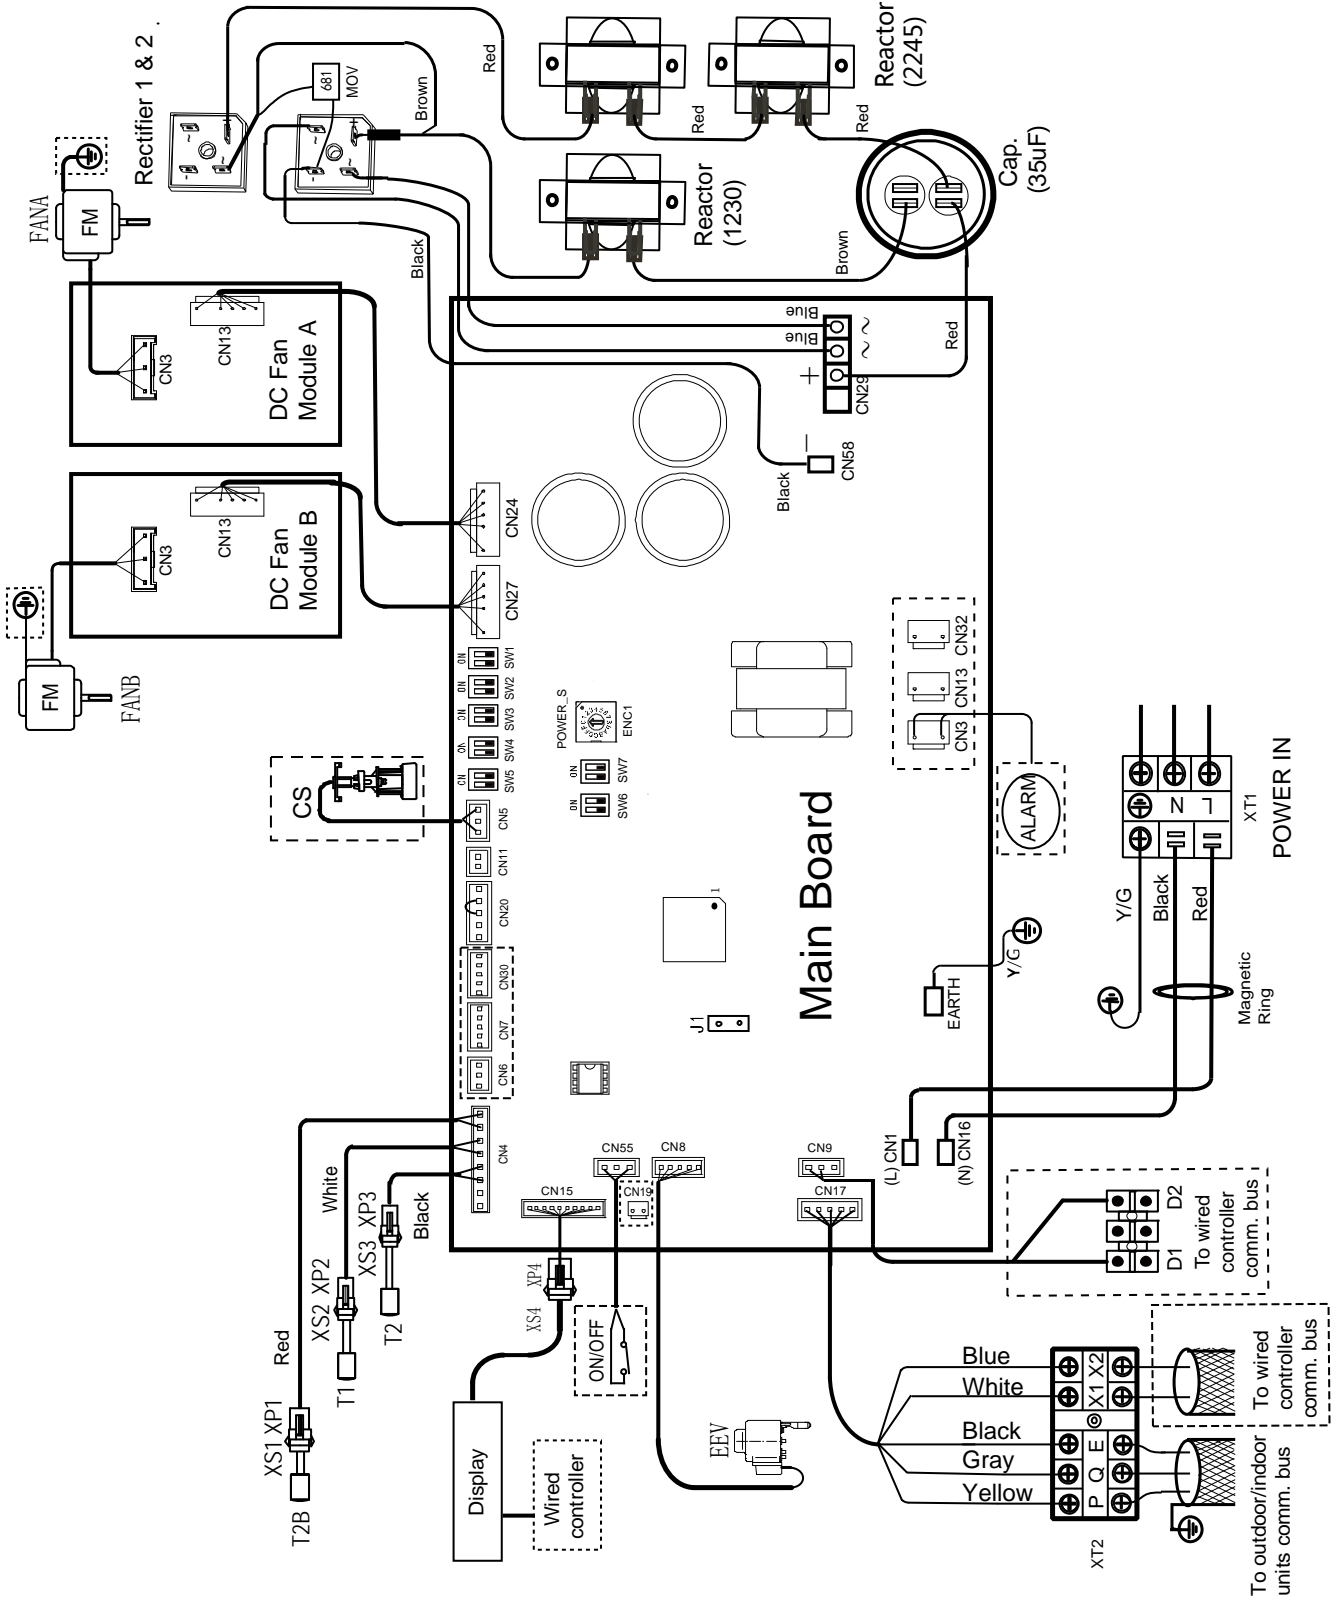 Rectifier 1 & 2 .
681
MOV
Red
Brown
Red
Red
Reactor
(2245)
Reactor
(1230)
Cap.
(35uF)
Black
Brown
Red
FANA
FM
CN3
CN13
DC Fan
Module A
FANB
FM
CN3
CN13
DC Fan
Module B
Blue
Blue
~
~
+
CN29
−
CN58
Black
CN24
CN27
SW1
SW2
SW3
SW4
SW5
POWER_S
ENC1
ON
SW7
ON
SW6
CS
CN5
CN11
CN20
CN30
CN7
CN6
CN4
CN32
CN13
CN3
ALARM
Main Board
1
J1
EARTH
Y/G
POWER IN
XT1
N
L
Y/G
Black
Red
Magnetic
Ring
(L) CN1
(N) CN16
CN55
CN8
CN9
CN15
CN19
CN17
Red
White
Black
XS1 XP1
XS2 XP2
XS3 XP3
T2B
T1
T2
XS4 XP4
Display
Wired
controller
ON/OFF
EEV
D1
D2
To wired
controller
comm. bus
Blue
White
Black
Gray
Yellow
P Q E X1 X2
XT2
To wired
controller
comm. bus
To outdoor/indoor
units comm. bus